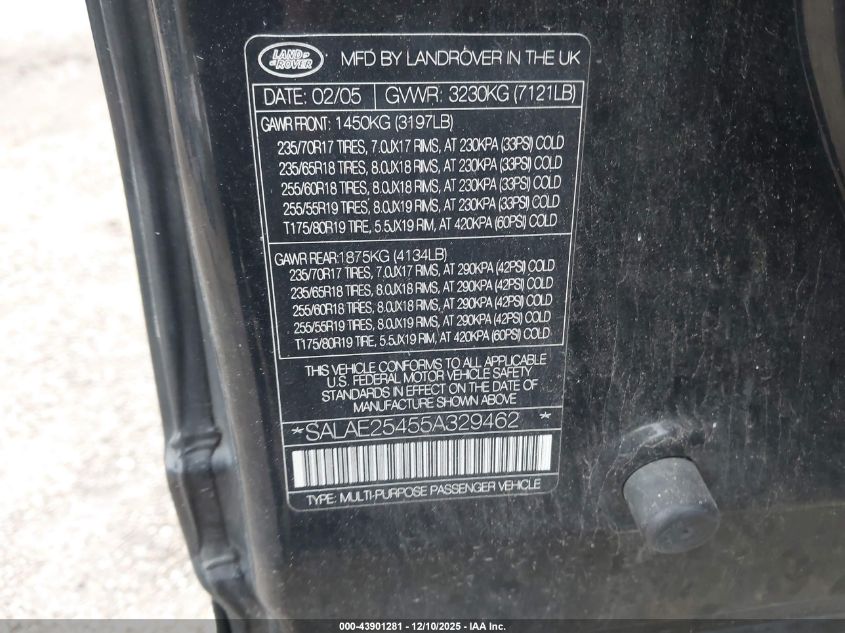 LAND ROVER
MFD BY LANDROVER IN THE UK
DATE: 02/05 GVWR: 3230KG (7121LB)
GAWR FRONT: 1450KG (3197LB)
235/70R17 TIRES, 7.0JX17 RIMS, AT 230KPA (33PSI) COLD
235/65R18 TIRES, 8.0JX18 RIMS, AT 230KPA (33PSI) COLD
255/60R18 TIRES, 8.0JX18 RIMS, AT 230KPA (33PSI) COLD
255/55R19 TIRES, 8.0JX19 RIMS, AT 230KPA (33PSI) COLD
T175/80R19 TIRE, 5.5JX19 RIM, AT 420KPA (60PSI) COLD
GAWR REAR: 1875KG (4134LB)
235/70R17 TIRES, 7.0JX17 RIMS, AT 290KPA (42PSI) COLD
235/65R18 TIRES, 8.0JX18 RIMS, AT 290KPA (42PSI) COLD
255/60R18 TIRES, 8.0JX18 RIMS, AT 290KPA (42PSI) COLD
255/55R19 TIRES, 8.0JX19 RIMS, AT 290KPA (42PSI) COLD
T175/80R19 TIRE, 5.5JX19 RIM, AT 420KPA (60PSI) COLD
THIS VEHICLE CONFORMS TO ALL APPLICABLE
U.S. FEDERAL MOTOR VEHICLE SAFETY
STANDARDS IN EFFECT ON THE DATE OF
MANUFACTURE SHOWN ABOVE
*SALAE25455A329462 *
TYPE: MULTI-PURPOSE PASSENGER VEHICLE
000-43901281 - 12/10/2025 - IAA Inc.